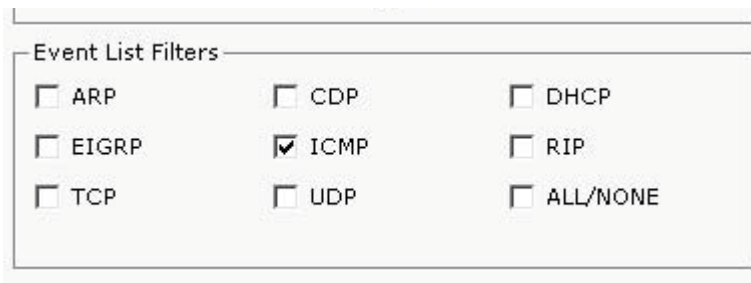 Event List Filters
ARP CDP DHCP
EIGRP ICMP RIP
TCP UDP ALL/NONE